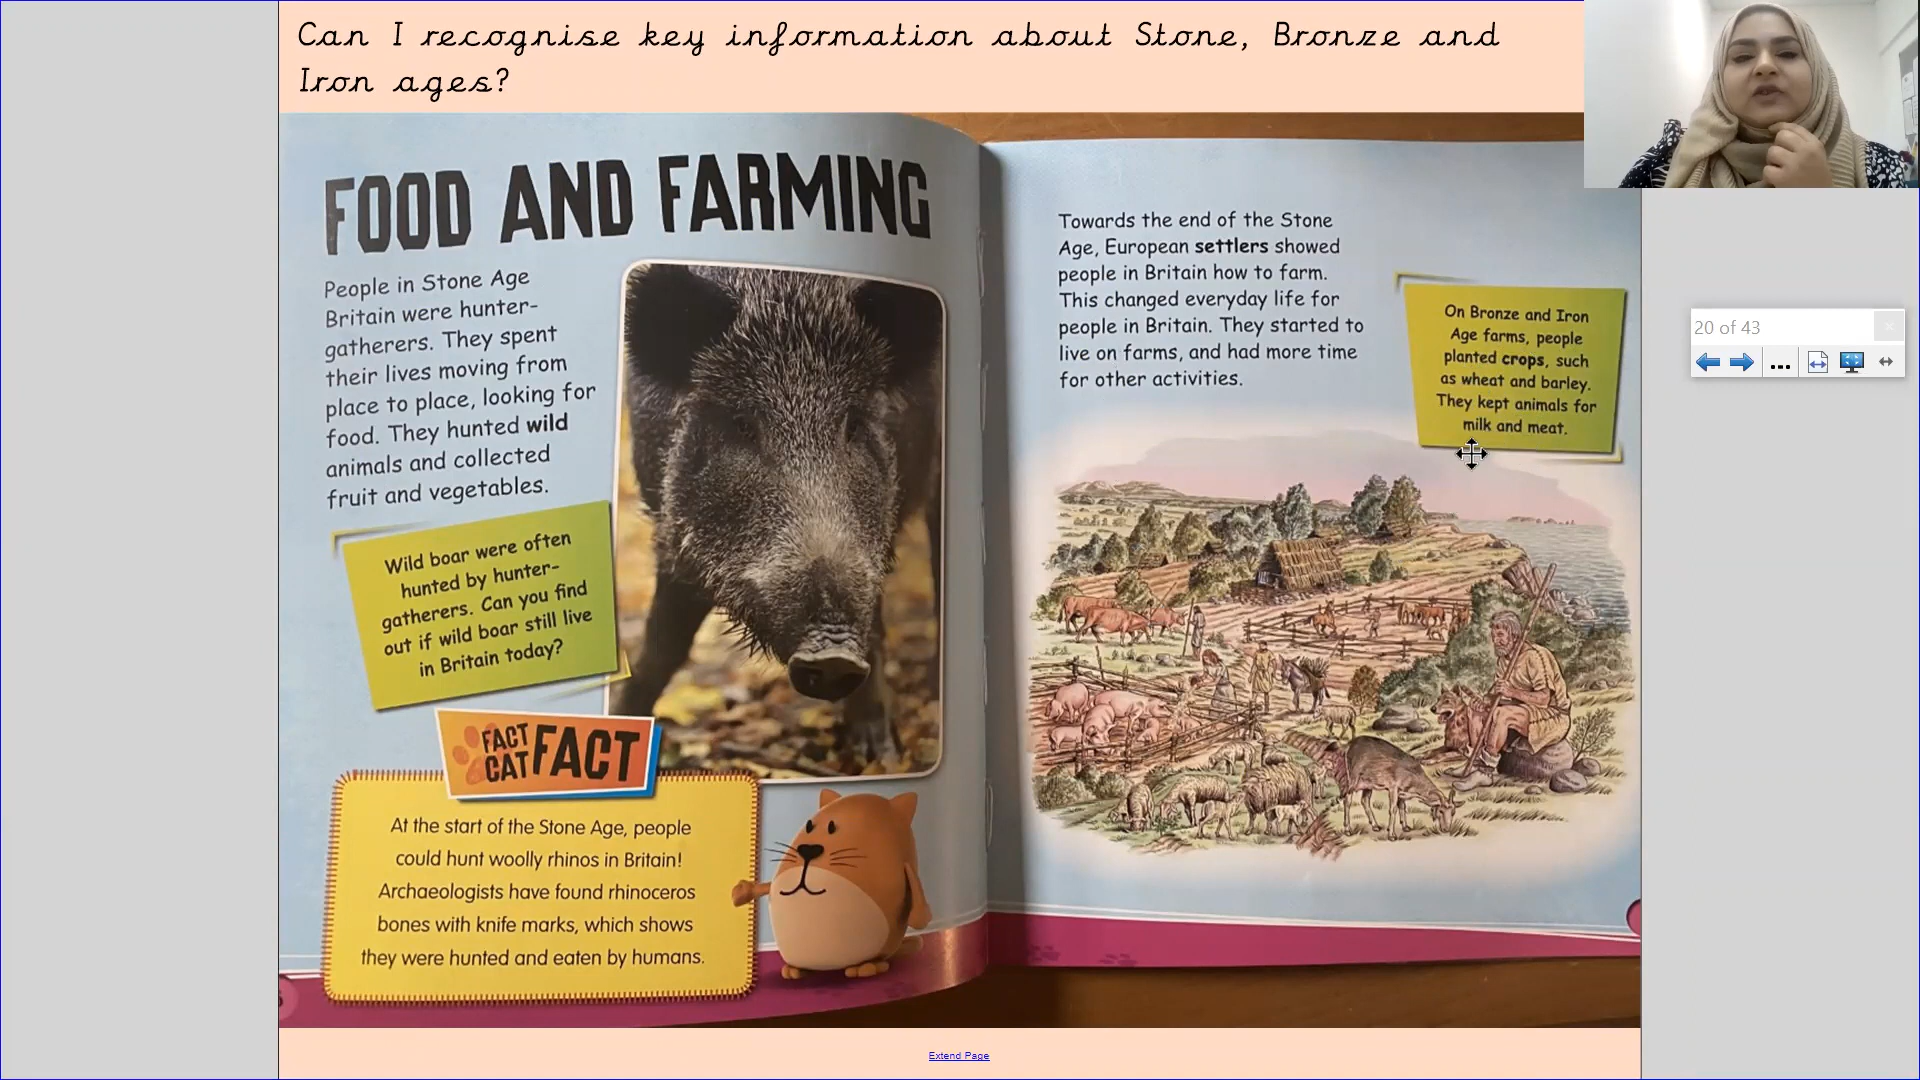 Can I recognise key information about Stone, Bronze and
Iron ages?
FOOD AND FARMING
People in Stone Age
Britain were hunter-
gatherers. They spent
their lives moving from
place to place, looking for
food. They hunted wild
animals and collected
fruit and vegetables.
Wild boar were often
hunted by hunter-
gatherers. Can you find
out if wild boar still live
in Britain today?
FACT
CAT FACT
At the start of the Stone Age, people
could hunt woolly rhinos in Britain!
Archaeologists have found rhinoceros
bones with knife marks, which shows
they were hunted and eaten by humans.
Towards the end of the Stone
Age, European settlers showed
people in Britain how to farm.
This changed everyday life for
people in Britain. They started to
live on farms, and had more time
for other activities.
On Bronze and Iron
Age farms, people
planted crops, such
as wheat and barley.
They kept animals for
milk and meat.
20 of 43
Extend Page